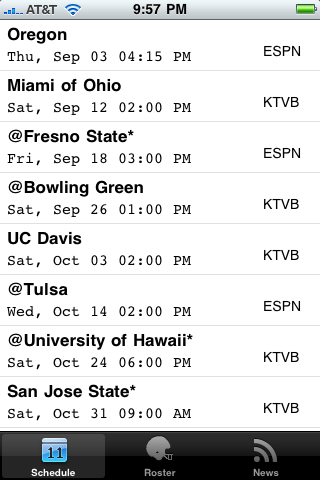 AT&T 9:57 PM
Oregon
Thu, Sep 03 04:15 PM ESPN
Miami of Ohio
Sat, Sep 12 02:00 PM KTVB
@Fresno State*
Fri, Sep 18 03:00 PM ESPN
@Bowling Green
Sat, Sep 26 01:00 PM KTVB
UC Davis
Sat, Oct 03 02:00 PM KTVB
@Tulsa
Wed, Oct 14 02:00 PM ESPN
@University of Hawaii*
Sat, Oct 24 06:00 PM KTVB
San Jose State*
Sat, Oct 31 09:00 AM KTVB
11
Schedule Roster News